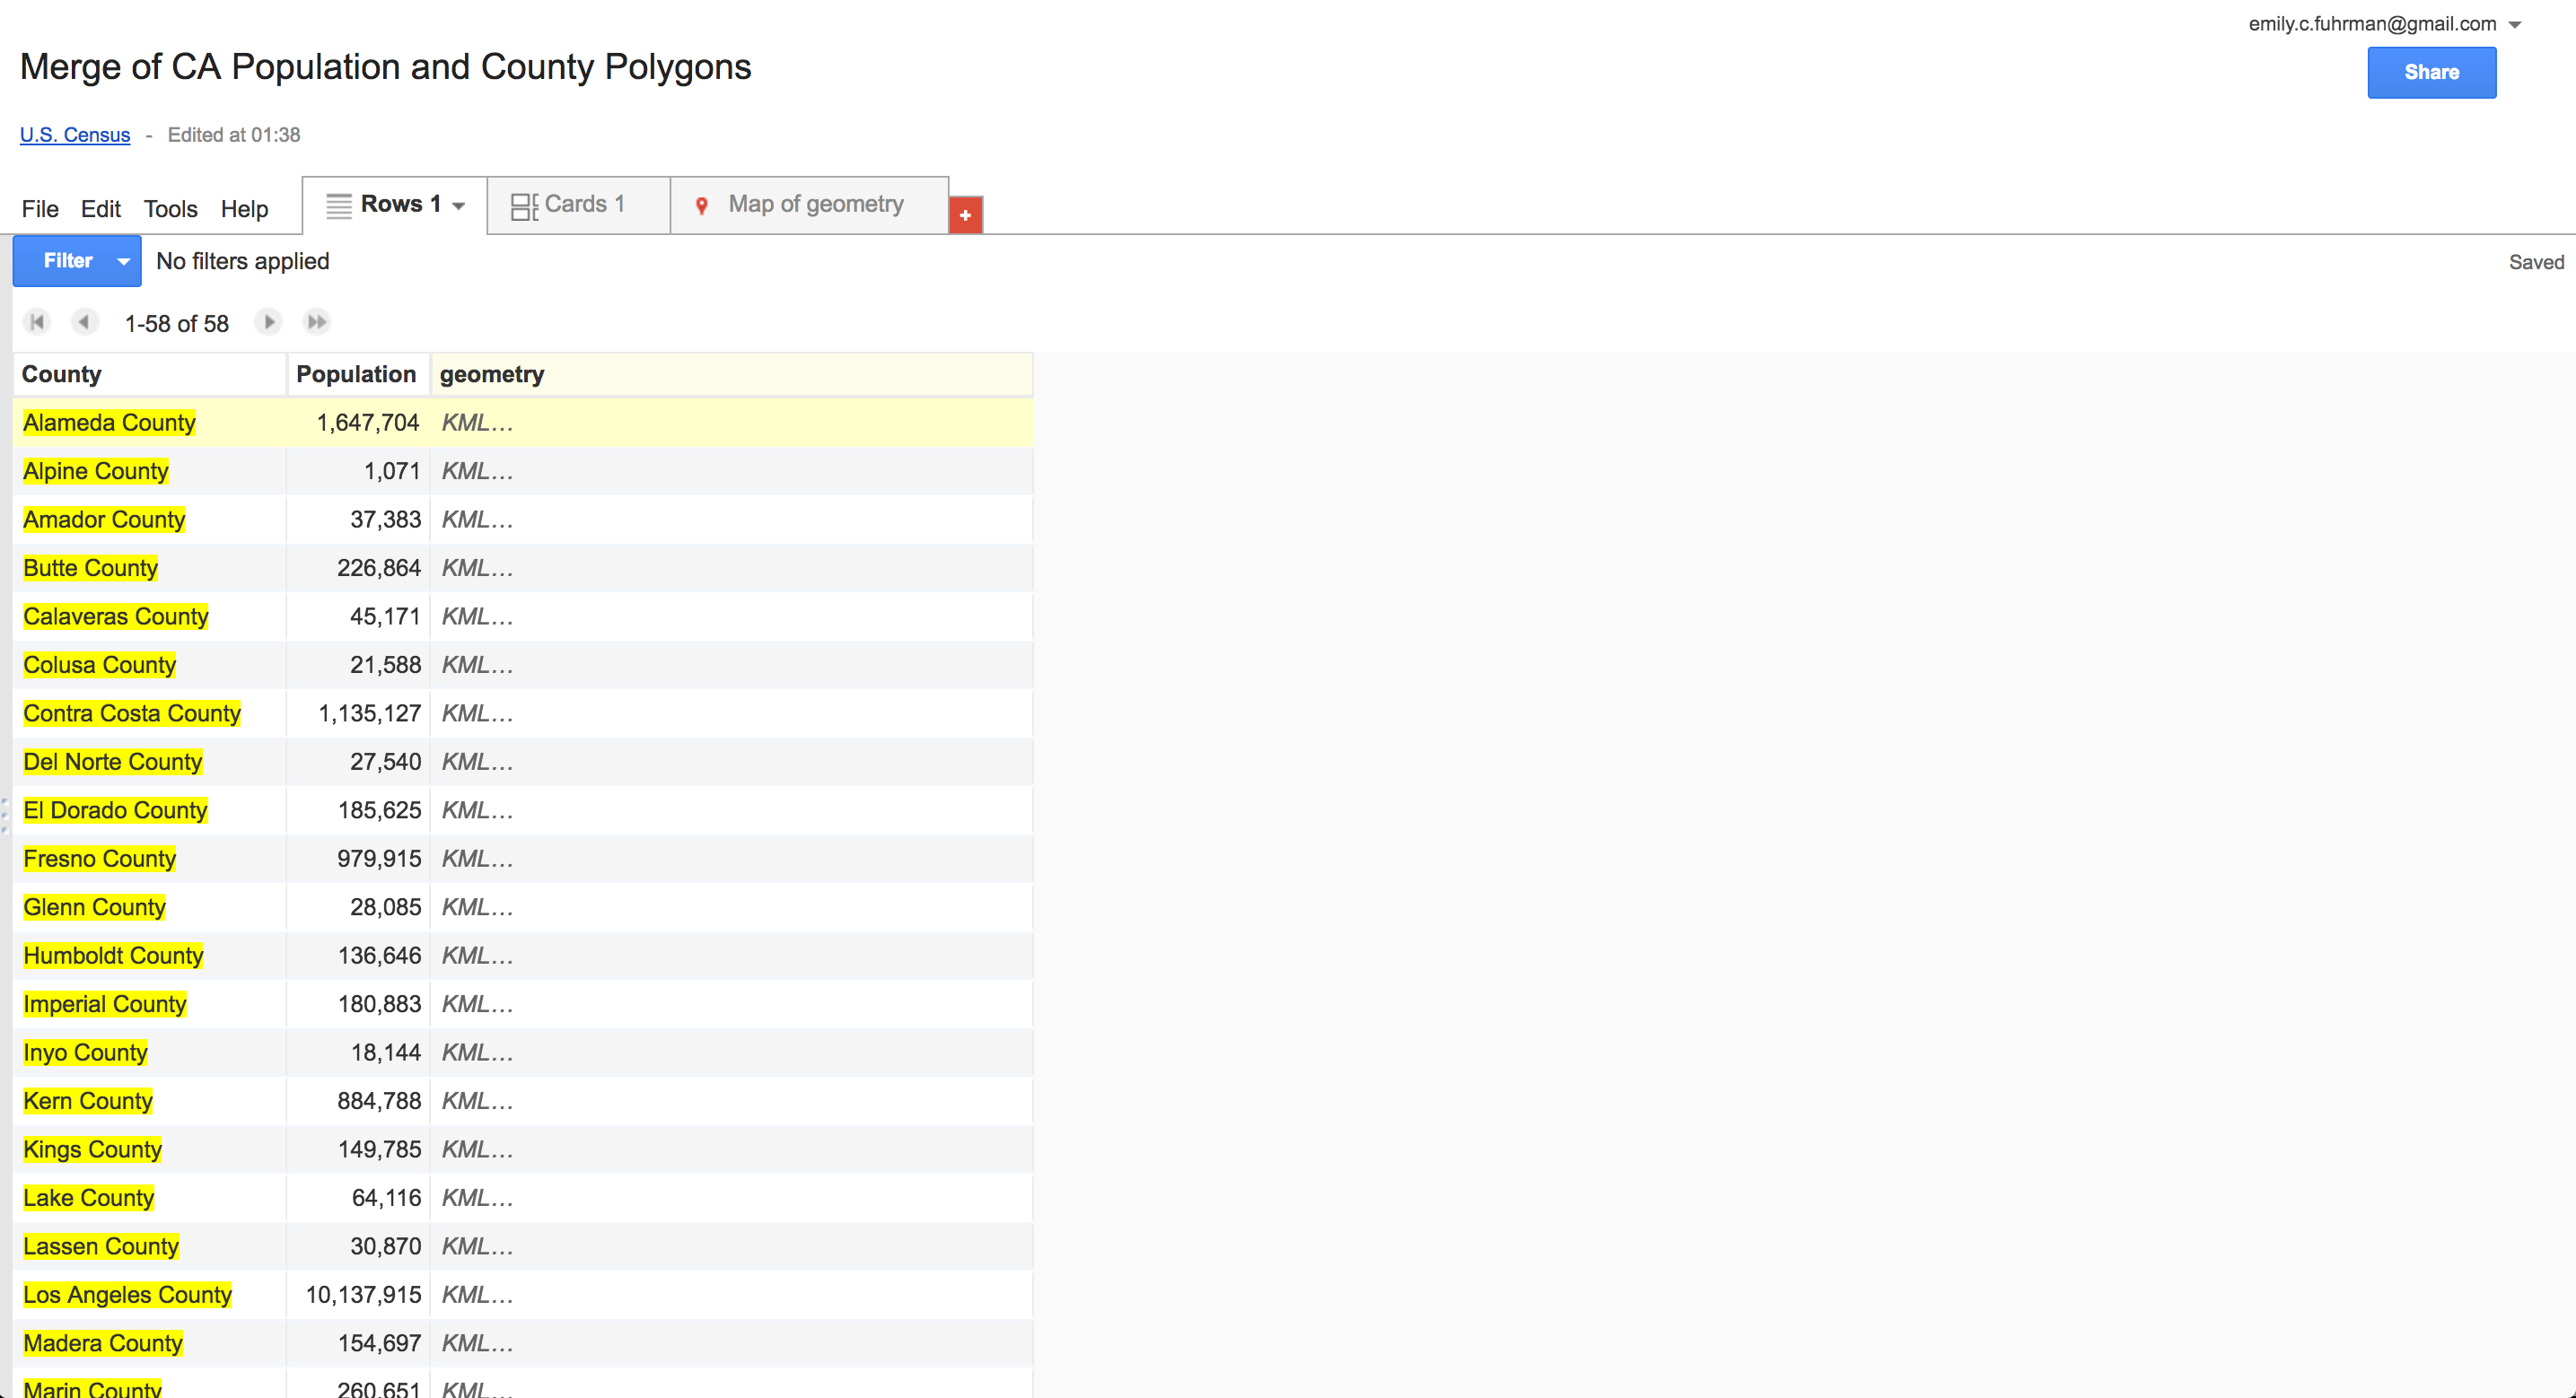 emily.c.fuhrman@gmail.com
Merge of CA Population and County Polygons
Share
U.S. Census - Edited at 01:38
File Edit Tools Help Rows 1 Cards 1 Map of geometry +
Filter No filters applied Saved
1-58 of 58
County Population geometry
Alameda County 1,647,704 KML...
Alpine County 1,071 KML...
Amador County 37,383 KML...
Butte County 226,864 KML...
Calaveras County 45,171 KML...
Colusa County 21,588 KML...
Contra Costa County 1,135,127 KML...
Del Norte County 27,540 KML...
El Dorado County 185,625 KML...
Fresno County 979,915 KML...
Glenn County 28,085 KML...
Humboldt County 136,646 KML...
Imperial County 180,883 KML...
Inyo County 18,144 KML...
Kern County 884,788 KML...
Kings County 149,785 KML...
Lake County 64,116 KML...
Lassen County 30,870 KML...
Los Angeles County 10,137,915 KML...
Madera County 154,697 KML...
Marin County 260,651 KML...